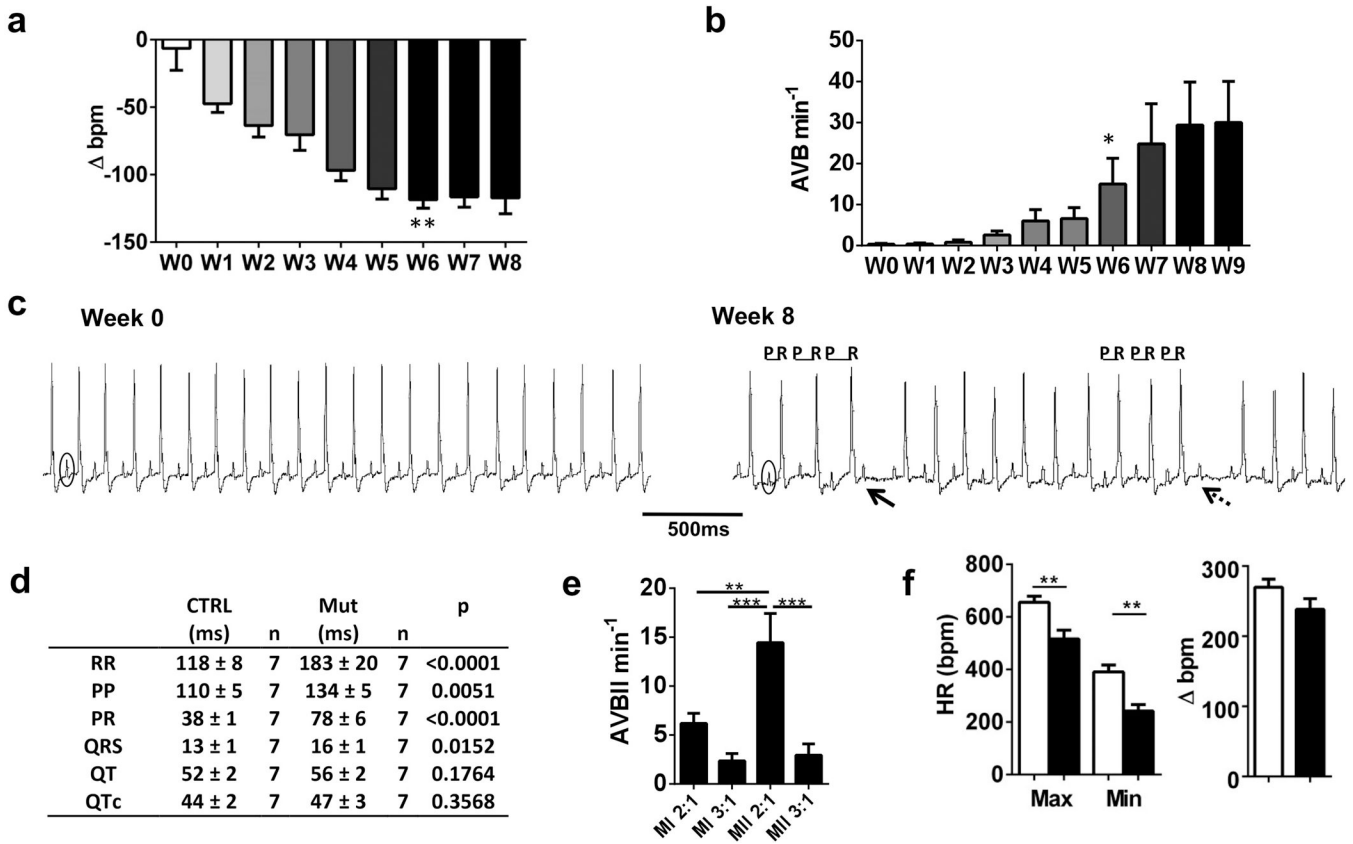 a
0
-50
-100
-150
Δ bpm
**
W0 W1 W2 W3 W4 W5 W6 W7 W8
b
50
40
30
20
10
0
AVB min-1
*
W0 W1 W2 W3 W4 W5 W6 W7 W8 W9
c
Week 0
Week 8
P R P R P R
P R P R P R
500ms
d
CTRL Mut p
(ms) n (ms) n
RR 118 ± 8 7 183 ± 20 7 <0.0001
PP 110 ± 5 7 134 ± 5 7 0.0051
PR 38 ± 1 7 78 ± 6 7 <0.0001
QRS 13 ± 1 7 16 ± 1 7 0.0152
QT 52 ± 2 7 56 ± 2 7 0.1764
QTc 44 ± 2 7 47 ± 3 7 0.3568
e
20
15
10
5
0
AVBII min-1
**
*** ***
MI 2:1 MI 3:1 MII 2:1 MII 3:1
f
800
600
400
200
0
HR (bpm)
**
**
Max Min
300
200
100
0
Δ bpm